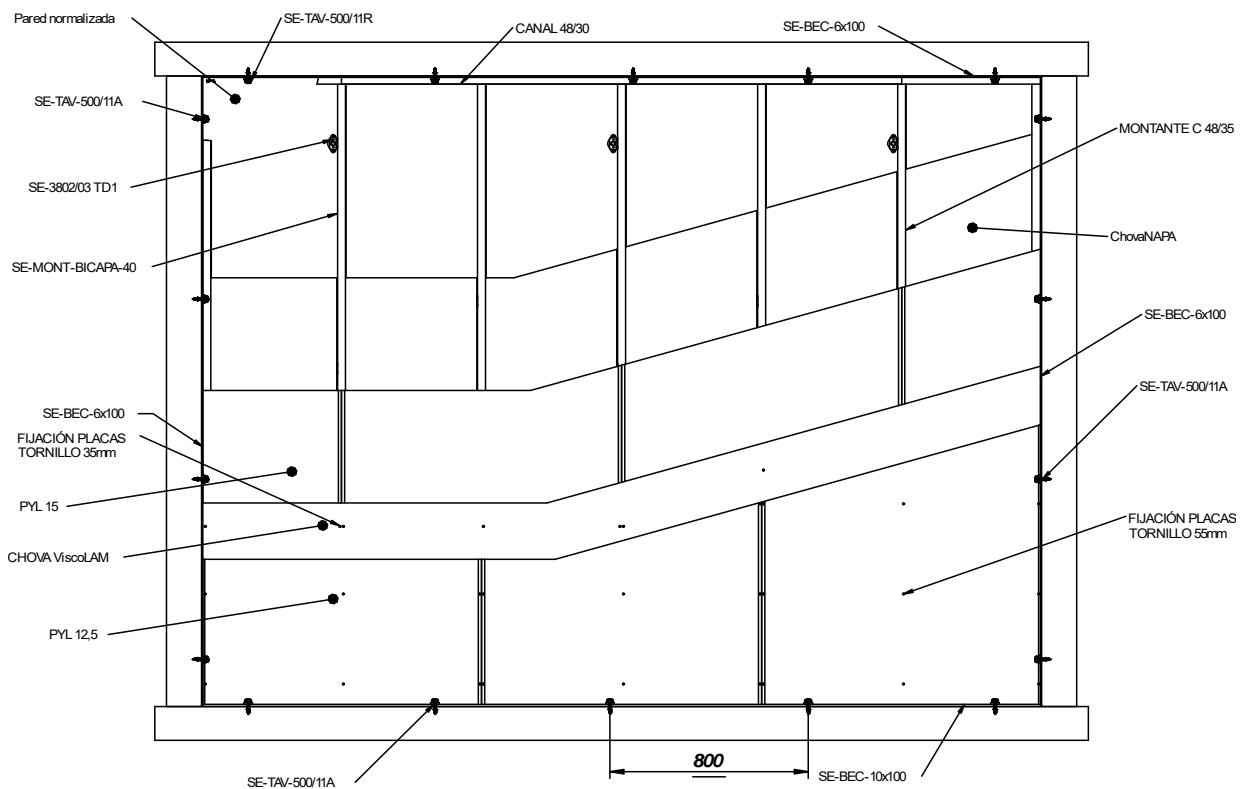 Pared normalizada
SE-TAV-500/11R
CANAL 48/30
SE-BEC-6x100
SE-TAV-500/11A
MONTANTE C 48/35
SE-3802/03 TD1
ChovaNAPA
SE-MONT-BICAPA-40
SE-BEC-6x100
SE-TAV-500/11A
SE-BEC-6x100
FIJACIÓN PLACAS
TORNILLO 35mm
PYL 15
FIJACIÓN PLACAS
TORNILLO 55mm
CHOVA ViscoLAM
PYL 12,5
800
SE-TAV-500/11A
SE-BEC-10x100